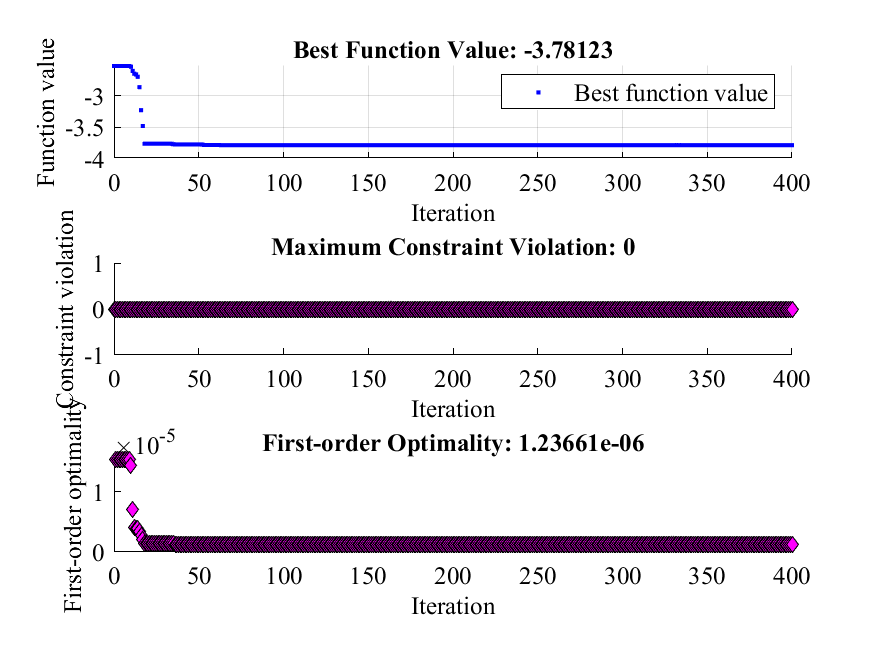 Best Function Value: -3.78123
Function value
-3
-3.5
-4
Best function value
0 50 100 150 200 250 300 350 400
Iteration
Maximum Constraint Violation: 0
Constraint violation
1
0
-1
0 50 100 150 200 250 300 350 400
Iteration
First-order Optimality: 1.23661e-06
First-order optimality
×10-5
1
0
0 50 100 150 200 250 300 350 400
Iteration